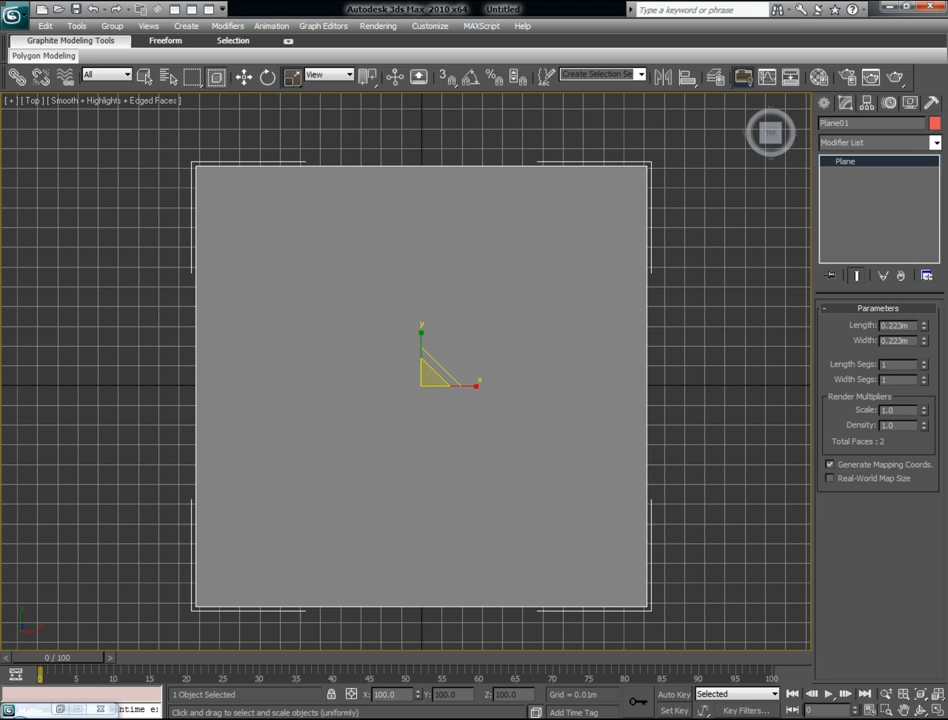 Autodesk 3ds Max 2010 x64 Untitled
Type a keyword or phrase
Edit Tools Group Views Create Modifiers Animation Graph Editors Rendering Customize MAXScript Help
Graphite Modeling Tools Freeform Selection
Polygon Modeling
All View Create Selection Se
[ + ] [ Top ] [ Smooth + Highlights + Edged Faces ]
TOP
Plane01
Modifier List
Plane
Parameters
Length: 0.223m
Width: 0.223m
Length Segs: 1
Width Segs: 1
Render Multipliers
Scale: 1.0
Density: 1.0
Total Faces : 2
Generate Mapping Coords.
Real-World Map Size
y
x
0 / 100
0 5 10 15 20 25 30 35 40 45 50 55 60 65 70 75 80 85 90 95 100
1 Object Selected X: 100.0 Y: 100.0 Z: 100.0 Grid = 0.01m Auto Key Selected
Click and drag to select and scale objects (uniformly) Add Time Tag Set Key Key Filters... 0